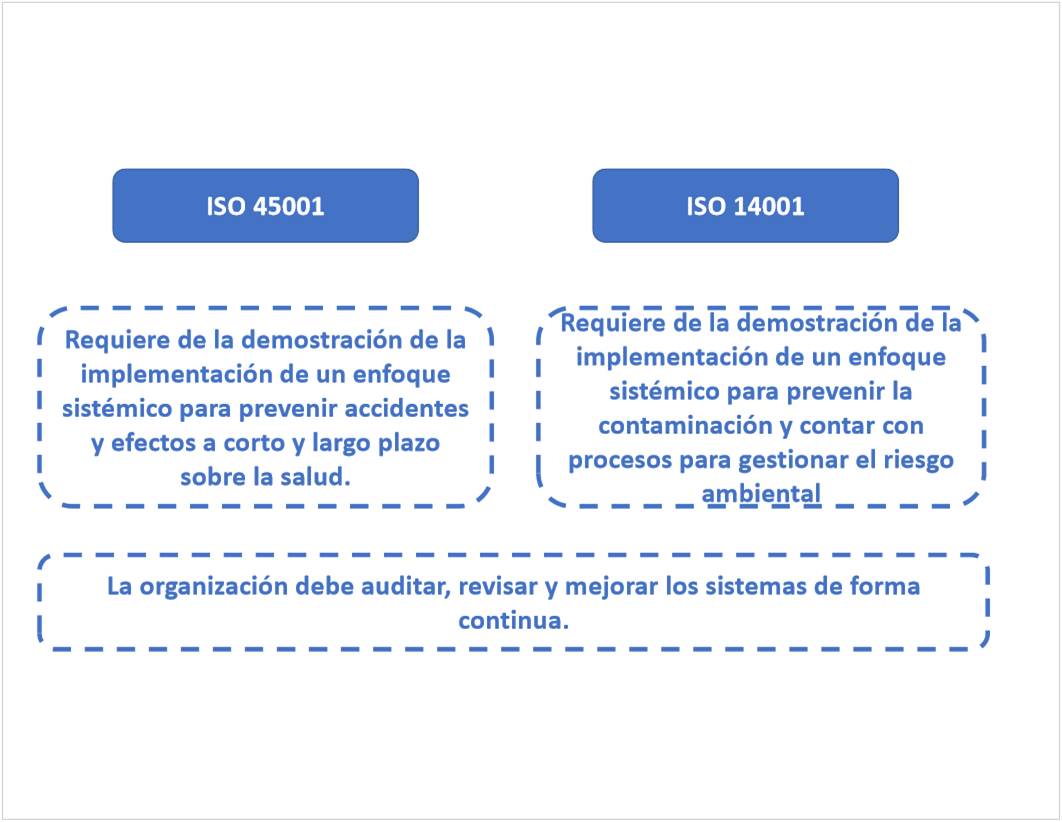 ISO 45001
ISO 14001
Requiere de la demostración de la
implementación de un enfoque
sistémico para prevenir accidentes
y efectos a corto y largo plazo
sobre la salud.
Requiere de la demostración de la
implementación de un enfoque
sistémico para prevenir la
contaminación y contar con
procesos para gestionar el riesgo
ambiental
La organización debe auditar, revisar y mejorar los sistemas de forma
continua.